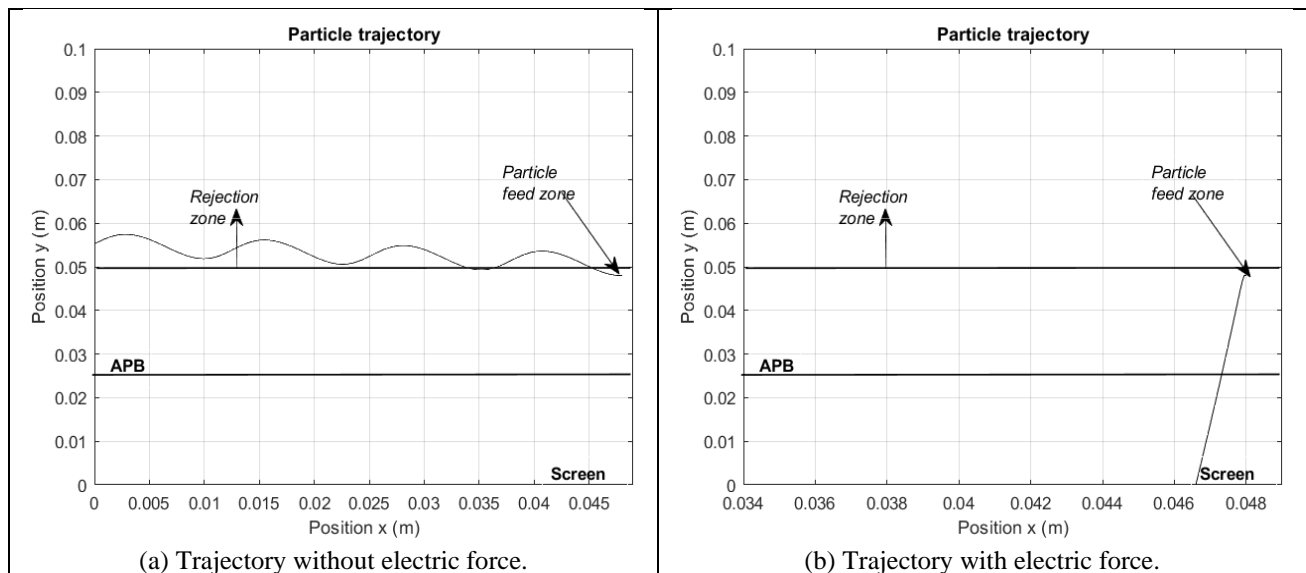 Particle trajectory
0.1
0.09
0.08
0.07
0.06
0.05
0.04
0.03
0.02
0.01
0
Position y (m)
Rejection
zone
Particle
feed zone
APB
Screen
0 0.005 0.01 0.015 0.02 0.025 0.03 0.035 0.04 0.045
Position x (m)
(a) Trajectory without electric force.
Particle trajectory
0.1
0.09
0.08
0.07
0.06
0.05
0.04
0.03
0.02
0.01
0
Position y (m)
Rejection
zone
Particle
feed zone
APB
Screen
0.034 0.036 0.038 0.04 0.042 0.044 0.046 0.048
Position x (m)
(b) Trajectory with electric force.